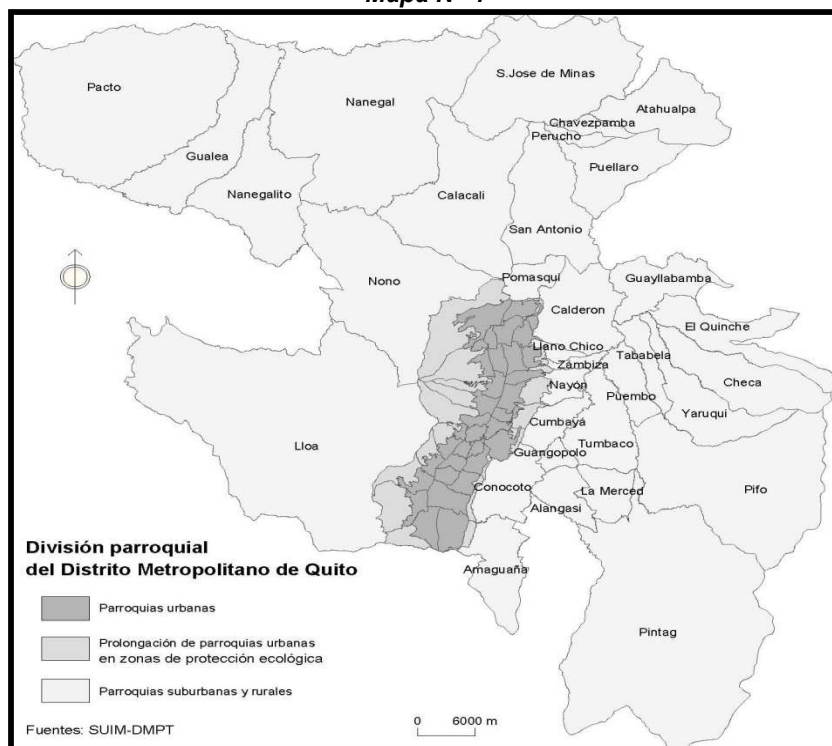 Pacto
S.Jose de Minas
Nanegal
Atahualpa
Chavezpamba
Perucho
Gualea
Puellaro
Nanegalito
Calacali
San Antonio
Nono
Pomasqui
Guayllabamba
Calderon
El Quinche
Llano Chico
Tababela
Zámbiza
Checa
Nayón
Puembo
Yaruqui
Cumbayá
Lloa
Tumbaco
Guangopolo
Conocoto
La Merced
Pifo
Alangasi
Amaguaña
Pintag
División parroquial
del Distrito Metropolitano de Quito
Parroquias urbanas
Prolongación de parroquias urbanas
en zonas de protección ecológica
Parroquias suburbanas y rurales
Fuentes: SUIM-DMPT
0 6000 m